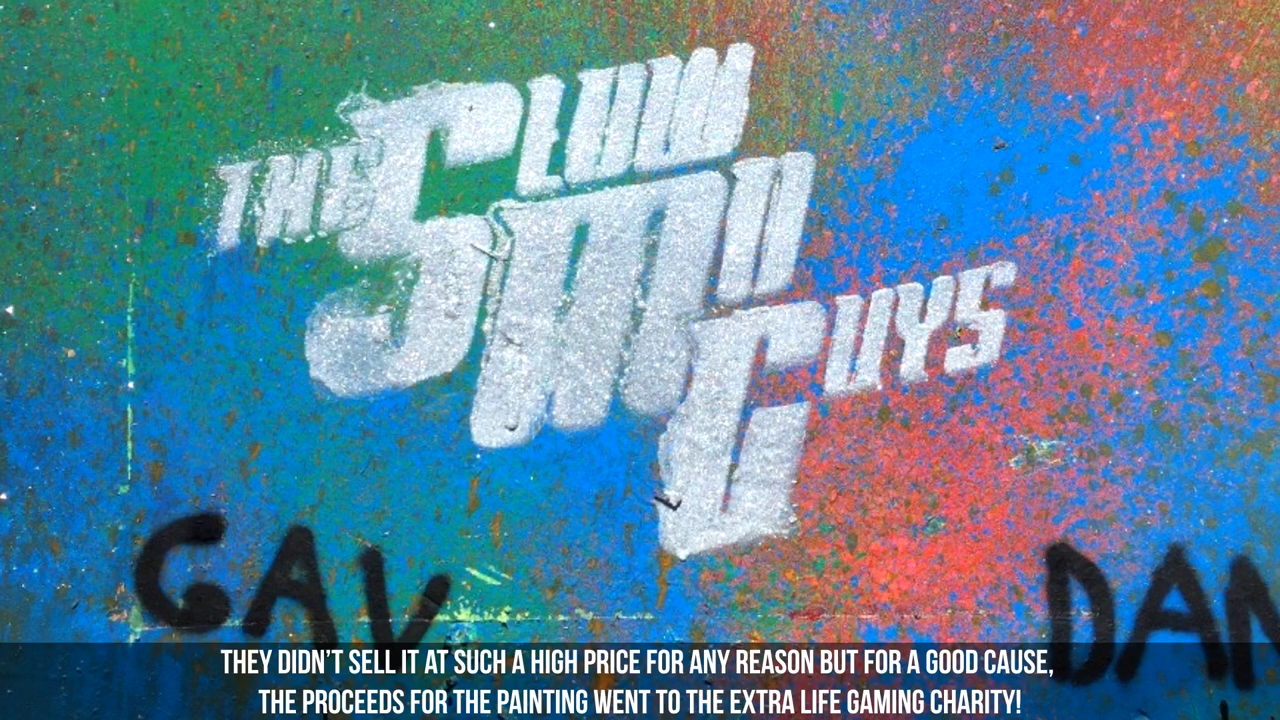 THE SLOW
MO
GUYS
GAV
DAN
THEY DIDN'T SELL IT AT SUCH A HIGH PRICE FOR ANY REASON BUT FOR A GOOD CAUSE,
THE PROCEEDS FOR THE PAINTING WENT TO THE EXTRA LIFE GAMING CHARITY!